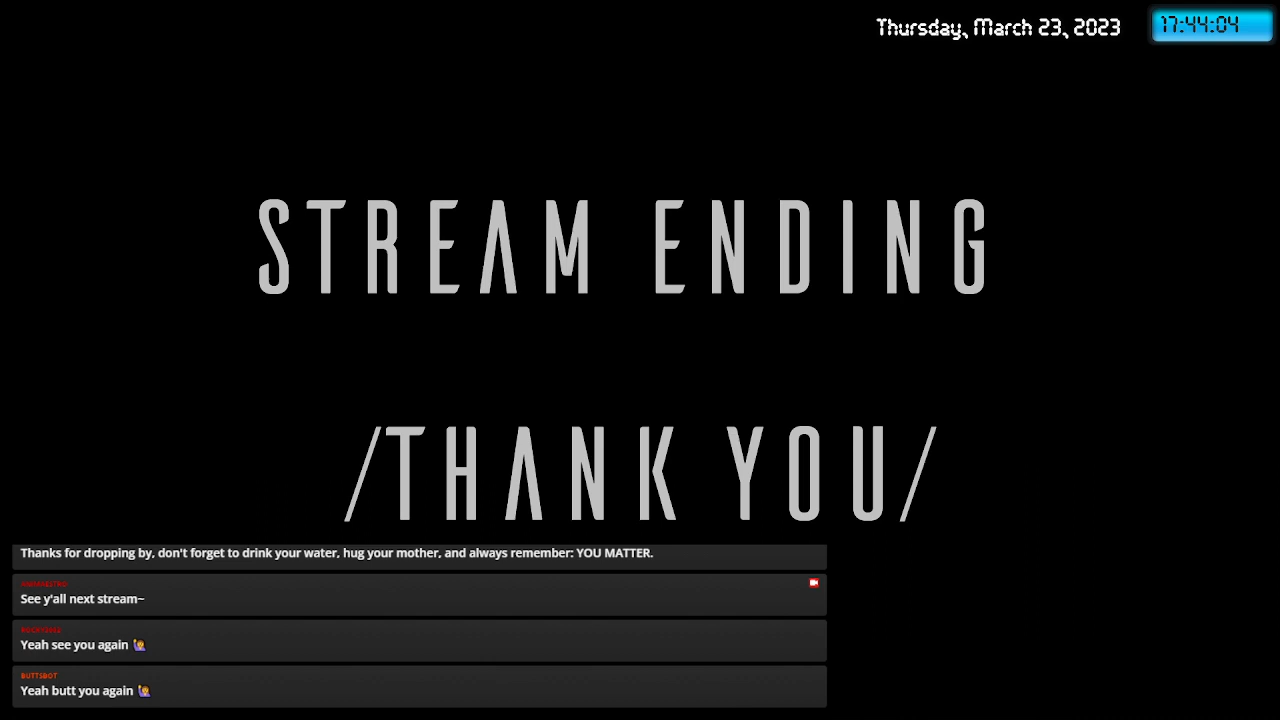 Thursday, March 23, 2023
17:44:04
STREAM ENDING
/THANK YOU/
Thanks for dropping by, don't forget to drink your water, hug your mother, and always remember: YOU MATTER.
See y'all next stream~
Yeah see you again 🙋
BUTTSBOT
Yeah butt you again 🙋